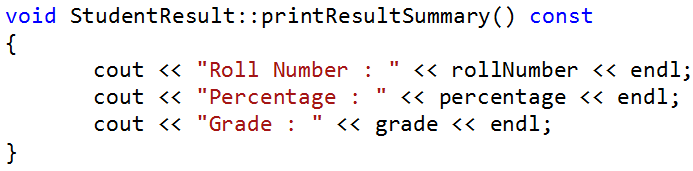 void StudentResult::printResultSummary() const
{
cout << "Roll Number : " << rollNumber << endl;
cout << "Percentage : " << percentage << endl;
cout << "Grade : " << grade << endl;
}